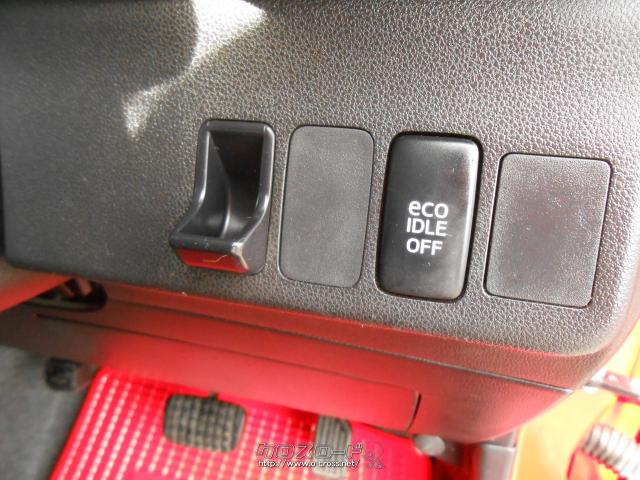 eco
IDLE
OFF
クロスロード
http://www.o-cross.net/